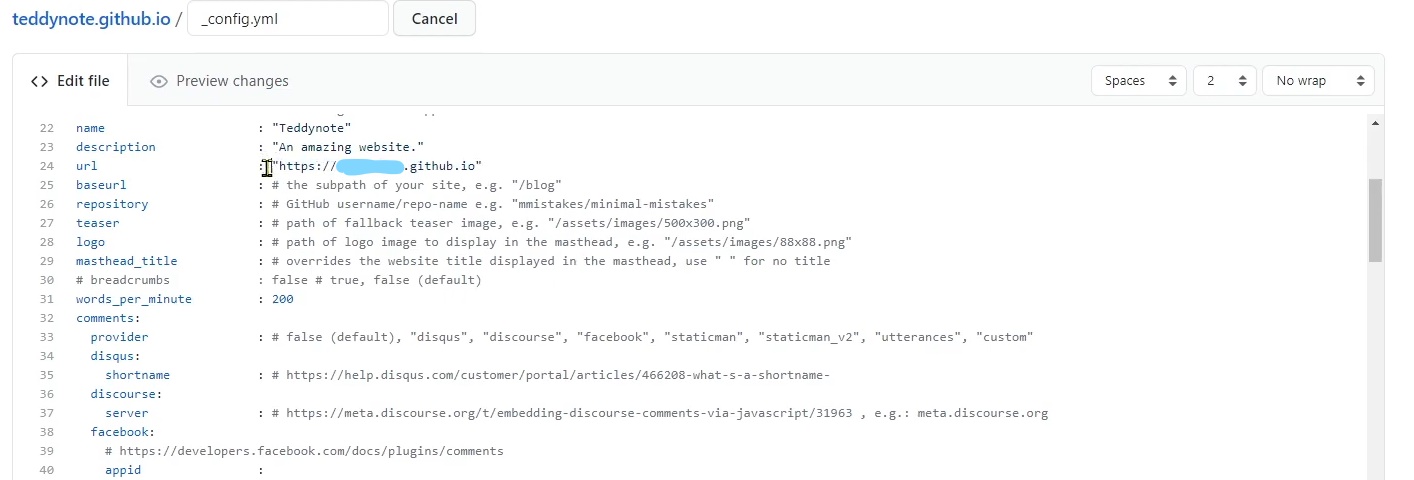 teddynote.github.io / _config.yml Cancel
Edit file Preview changes Spaces 2 No wrap
22 name : "Teddynote"
23 description : "An amazing website."
24 url : "https:// .github.io"
25 baseurl : # the subpath of your site, e.g. "/blog"
26 repository : # GitHub username/repo-name e.g. "mmistakes/minimal-mistakes"
27 teaser : # path of fallback teaser image, e.g. "/assets/images/500x300.png"
28 logo : # path of logo image to display in the masthead, e.g. "/assets/images/88x88.png"
29 masthead_title : # overrides the website title displayed in the masthead, use " " for no title
30 # breadcrumbs : false # true, false (default)
31 words_per_minute : 200
32 comments:
33 provider : # false (default), "disqus", "discourse", "facebook", "staticman", "staticman_v2", "utterances", "custom"
34 disqus:
35 shortname : # https://help.disqus.com/customer/portal/articles/466208-what-s-a-shortname-
36 discourse:
37 server : # https://meta.discourse.org/t/embedding-discourse-comments-via-javascript/31963 , e.g.: meta.discourse.org
38 facebook:
39 # https://developers.facebook.com/docs/plugins/comments
40 appid :